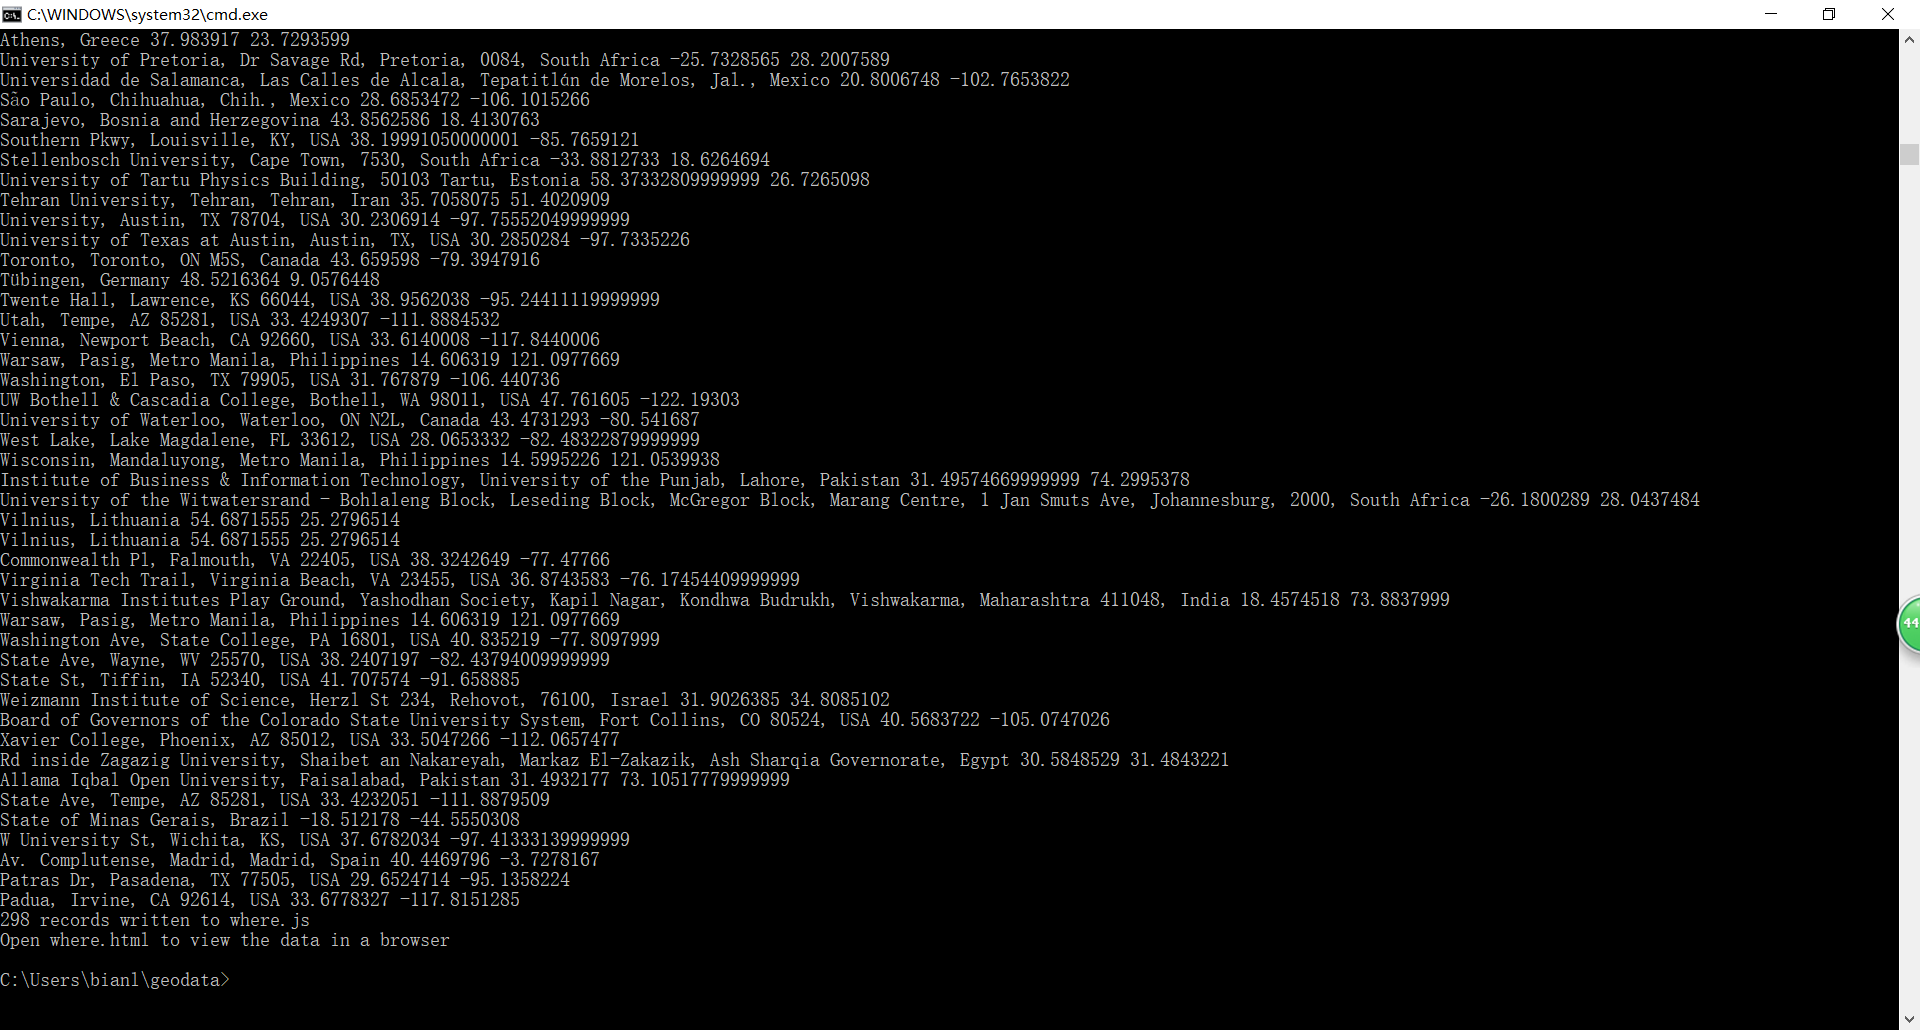 C:\WINDOWS\system32\cmd.exe
Athens, Greece 37.983917 23.7293599
University of Pretoria, Dr Savage Rd, Pretoria, 0084, South Africa -25.7328565 28.2007589
Universidad de Salamanca, Las Calles de Alcala, Tepatitlán de Morelos, Jal., Mexico 20.8006748 -102.7653822
São Paulo, Chihuahua, Chih., Mexico 28.6853472 -106.1015266
Sarajevo, Bosnia and Herzegovina 43.8562586 18.4130763
Southern Pkwy, Louisville, KY, USA 38.19991050000001 -85.7659121
Stellenbosch University, Cape Town, 7530, South Africa -33.8812733 18.6264694
University of Tartu Physics Building, 50103 Tartu, Estonia 58.37332809999999 26.7265098
Tehran University, Tehran, Tehran, Iran 35.7058075 51.4020909
University, Austin, TX 78704, USA 30.2306914 -97.75552049999999
University of Texas at Austin, Austin, TX, USA 30.2850284 -97.7335226
Toronto, Toronto, ON M5S, Canada 43.659598 -79.3947916
Tübingen, Germany 48.5216364 9.0576448
Twente Hall, Lawrence, KS 66044, USA 38.9562038 -95.24411119999999
Utah, Tempe, AZ 85281, USA 33.4249307 -111.8884532
Vienna, Newport Beach, CA 92660, USA 33.6140008 -117.8440006
Warsaw, Pasig, Metro Manila, Philippines 14.606319 121.0977669
Washington, El Paso, TX 79905, USA 31.767879 -106.440736
UW Bothell & Cascadia College, Bothell, WA 98011, USA 47.761605 -122.19303
University of Waterloo, Waterloo, ON N2L, Canada 43.4731293 -80.541687
West Lake, Lake Magdalene, FL 33612, USA 28.0653332 -82.48322879999999
Wisconsin, Mandaluyong, Metro Manila, Philippines 14.5995226 121.0539938
Institute of Business & Information Technology, University of the Punjab, Lahore, Pakistan 31.49574669999999 74.2995378
University of the Witwatersrand - Bohlaleng Block, Leseding Block, McGregor Block, Marang Centre, 1 Jan Smuts Ave, Johannesburg, 2000, South Africa -26.1800289 28.0437484
Vilnius, Lithuania 54.6871555 25.2796514
Vilnius, Lithuania 54.6871555 25.2796514
Commonwealth Pl, Falmouth, VA 22405, USA 38.3242649 -77.47766
Virginia Tech Trail, Virginia Beach, VA 23455, USA 36.8743583 -76.17454409999999
Vishwakarma Institutes Play Ground, Yashodhan Society, Kapil Nagar, Kondhwa Budrukh, Vishwakarma, Maharashtra 411048, India 18.4574518 73.8837999
Warsaw, Pasig, Metro Manila, Philippines 14.606319 121.0977669
Washington Ave, State College, PA 16801, USA 40.835219 -77.8097999
State Ave, Wayne, WV 25570, USA 38.2407197 -82.43794009999999
State St, Tiffin, IA 52340, USA 41.707574 -91.658885
Weizmann Institute of Science, Herzl St 234, Rehovot, 76100, Israel 31.9026385 34.8085102
Board of Governors of the Colorado State University System, Fort Collins, CO 80524, USA 40.5683722 -105.0747026
Xavier College, Phoenix, AZ 85012, USA 33.5047266 -112.0657477
Rd inside Zagazig University, Shaibet an Nakareyah, Markaz El-Zakazik, Ash Sharqia Governorate, Egypt 30.5848529 31.4843221
Allama Iqbal Open University, Faisalabad, Pakistan 31.4932177 73.10517779999999
State Ave, Tempe, AZ 85281, USA 33.4232051 -111.8879509
State of Minas Gerais, Brazil -18.512178 -44.5550308
W University St, Wichita, KS, USA 37.6782034 -97.41333139999999
Av. Complutense, Madrid, Madrid, Spain 40.4469796 -3.7278167
Patras Dr, Pasadena, TX 77505, USA 29.6524714 -95.1358224
Padua, Irvine, CA 92614, USA 33.6778327 -117.8151285
298 records written to where.js
Open where.html to view the data in a browser
C:\Users\bianl\geodata>
44